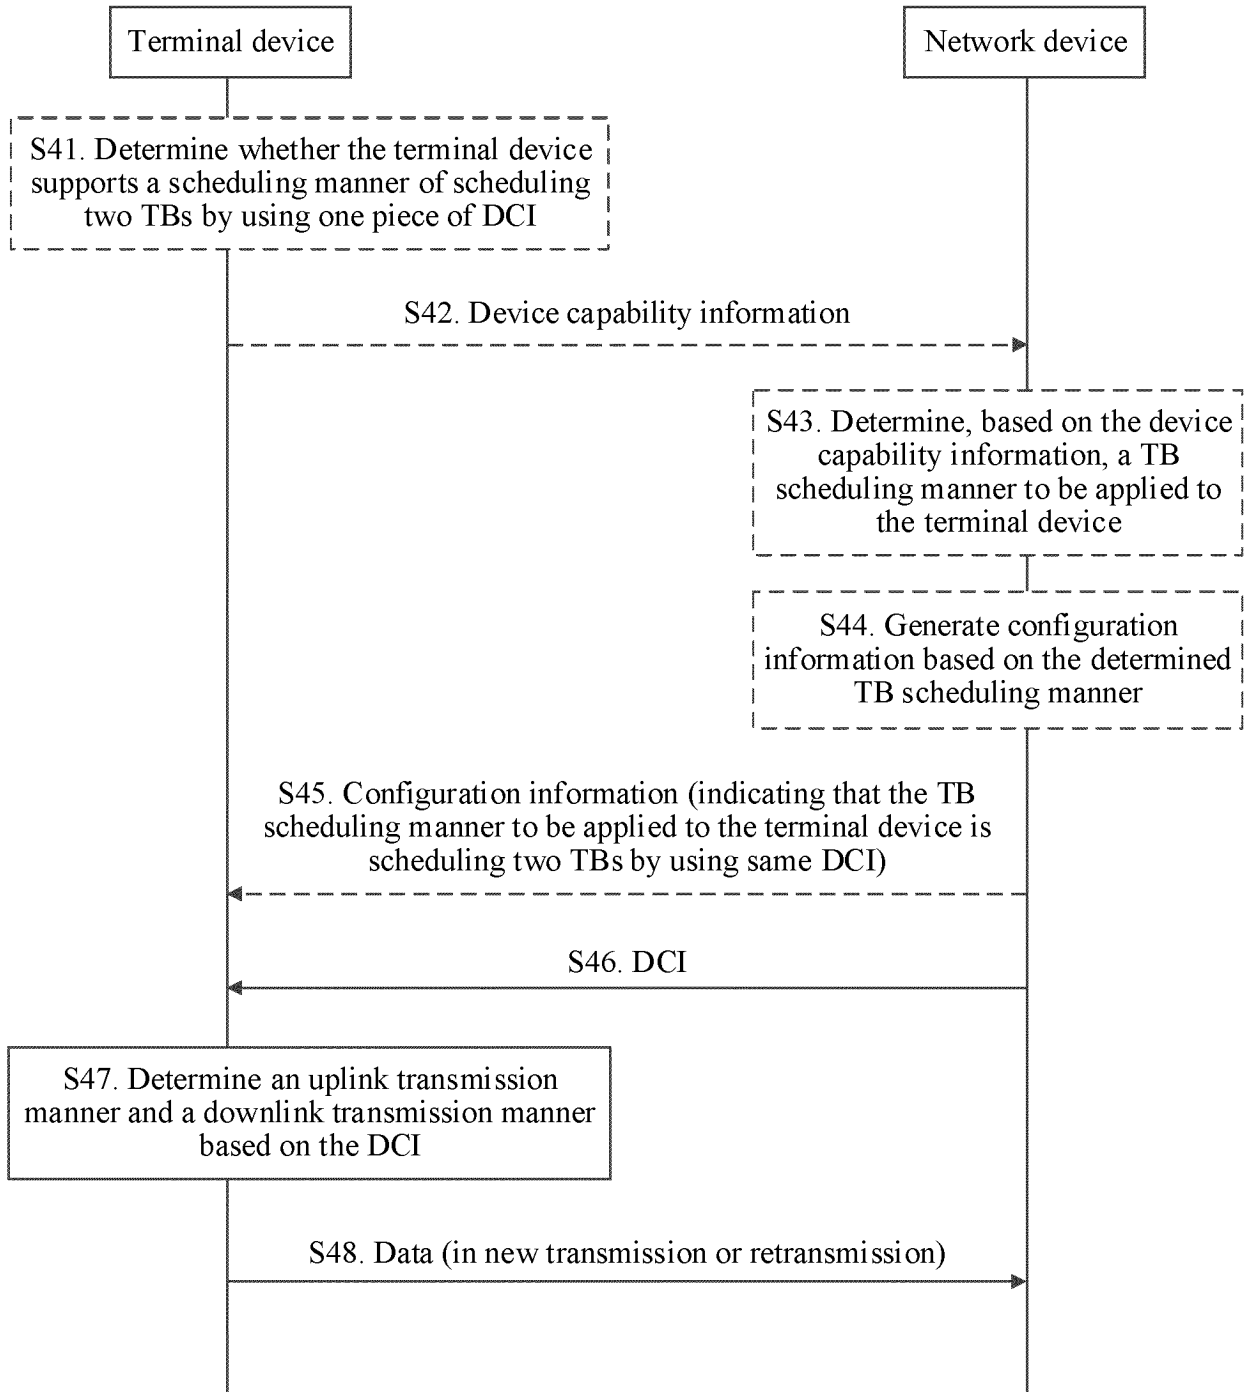 Terminal device
Network device
S41. Determine whether the terminal device
supports a scheduling manner of scheduling
two TBs by using one piece of DCI
S42. Device capability information
S43. Determine, based on the device
capability information, a TB
scheduling manner to be applied to
the terminal device
S44. Generate configuration
information based on the determined
TB scheduling manner
S45. Configuration information (indicating that the TB
scheduling manner to be applied to the terminal device is
scheduling two TBs by using same DCI)
S46. DCI
S47. Determine an uplink transmission
manner and a downlink transmission manner
based on the DCI
S48. Data (in new transmission or retransmission)